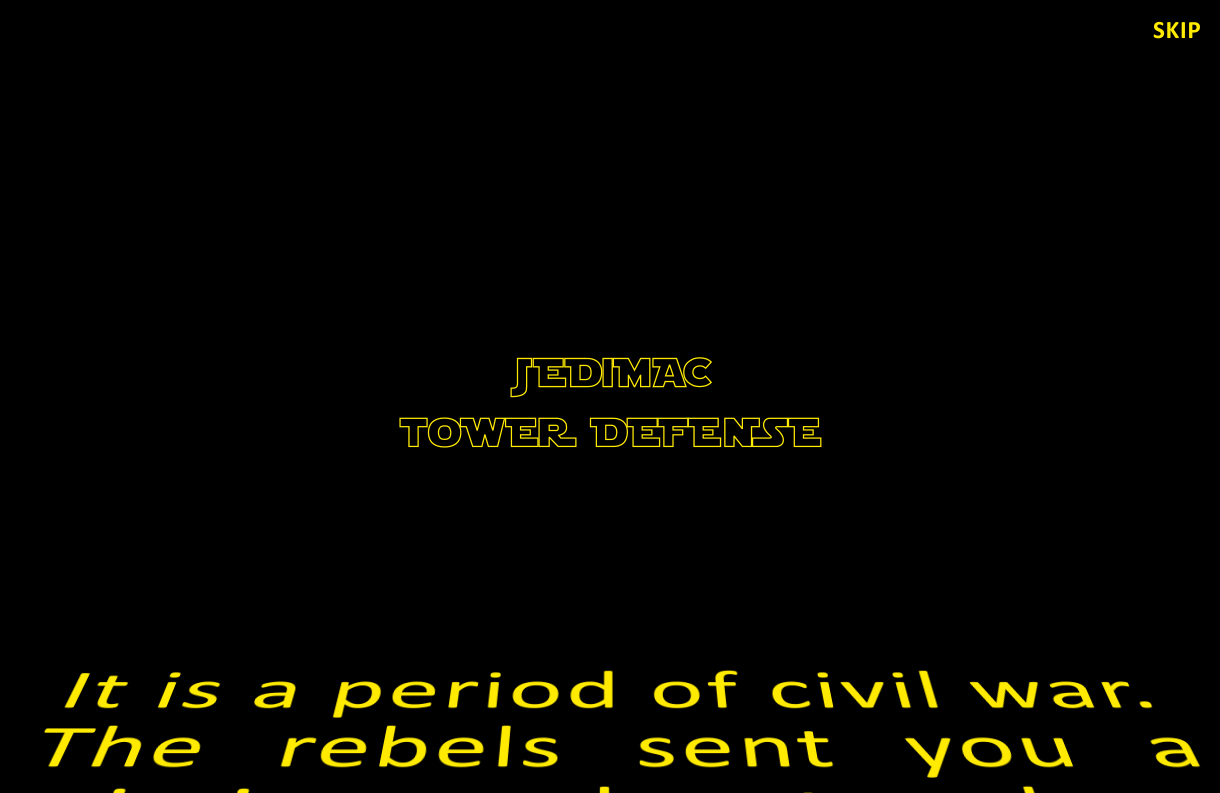 SKIP
JEDIMAC
TOWER DEFENSE
It is a period of civil war.
The rebels sent you a